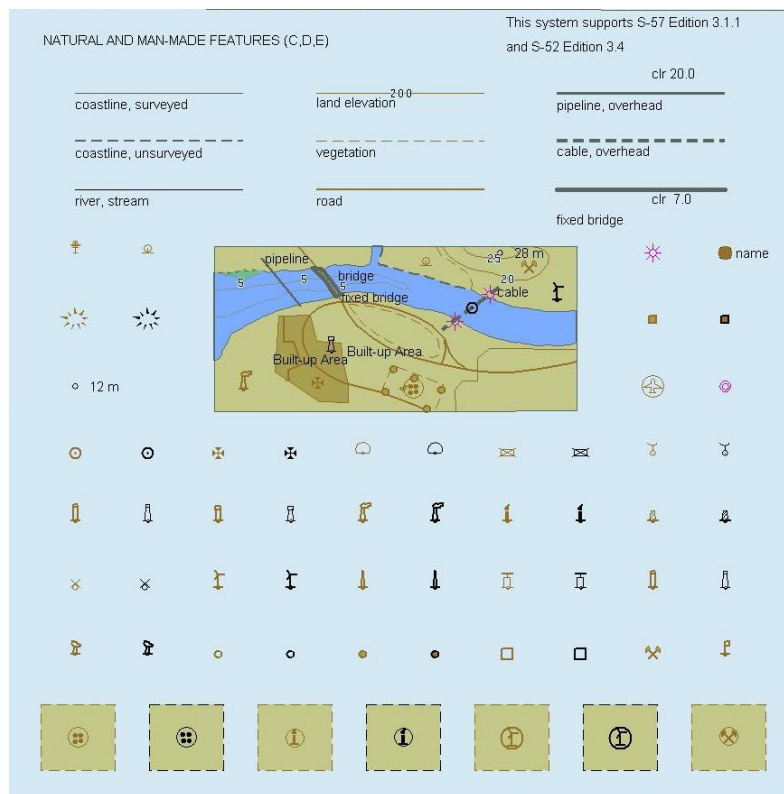 This system supports S-57 Edition 3.1.1
NATURAL AND MAN-MADE FEATURES (C,D,E)
and S-52 Edition 3.4
clr 20.0
200
coastline, surveyed
land elevation
pipeline, overhead
coastline, unsurveyed
vegetation
cable, overhead
clr 7.0
river, stream
road
fixed bridge
28 m
name
pipeline
25
bridge
5
5
20
5
cable
fixed bridge
Built-up Area
Built-up Area
12 m